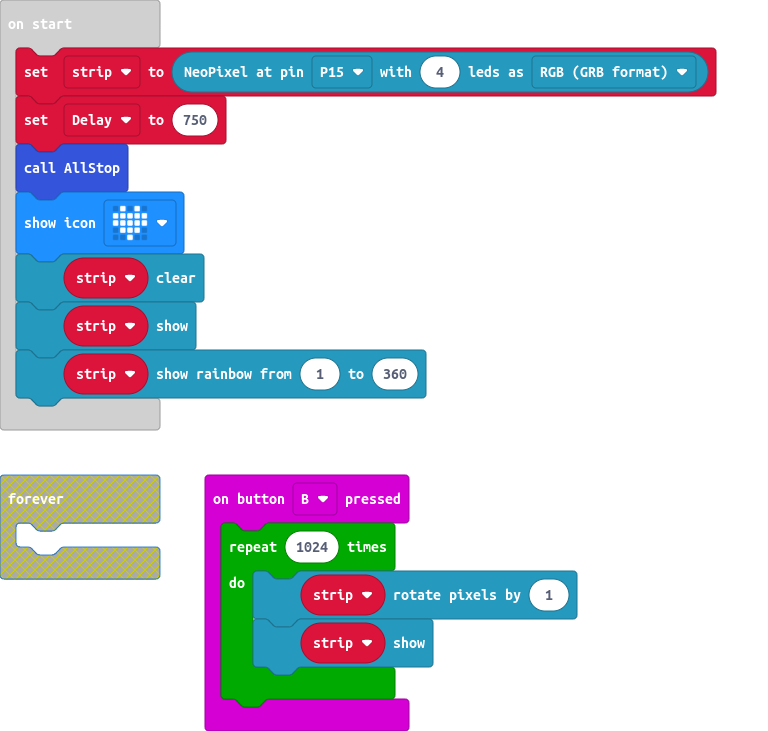 on start
set strip to NeoPixel at pin P15 with 4 leds as RGB (GRB format)
set Delay to 750
call AllStop
show icon
strip clear
strip show
strip show rainbow from 1 to 360
forever
on button B pressed
repeat 1024 times
do
strip rotate pixels by 1
strip show